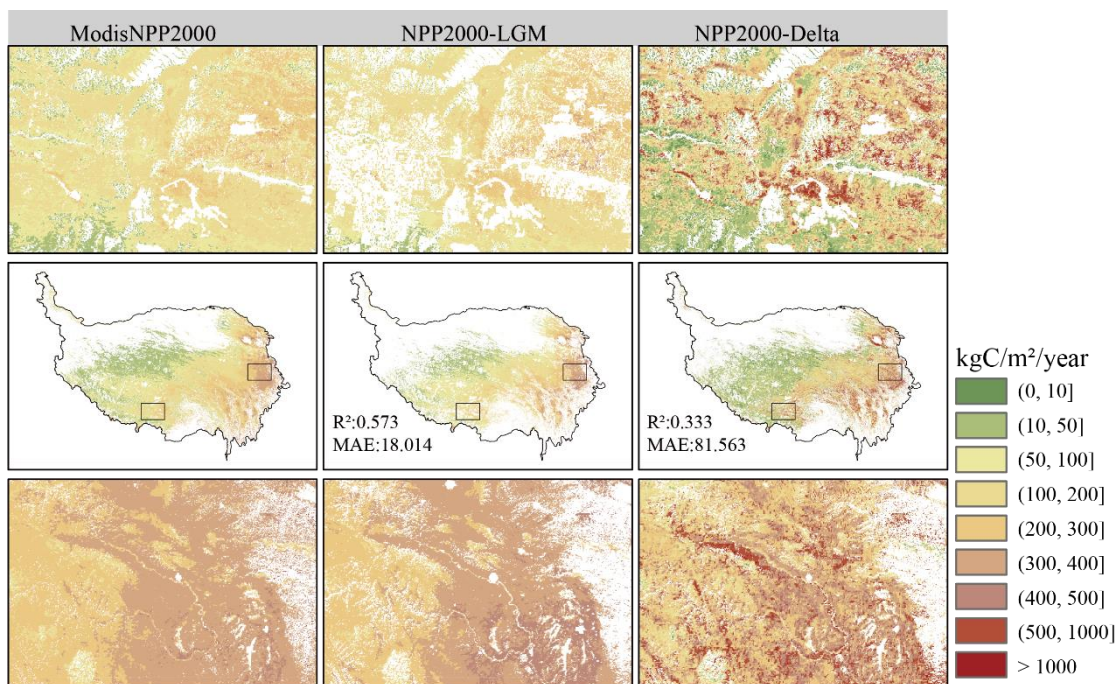 ModisNPP2000
NPP2000-LGM
NPP2000-Delta
R²:0.573
MAE:18.014
R²:0.333
MAE:81.563
kgC/m²/year
(0, 10]
(10, 50]
(50, 100]
(100, 200]
(200, 300]
(300, 400]
(400, 500]
(500, 1000]
> 1000